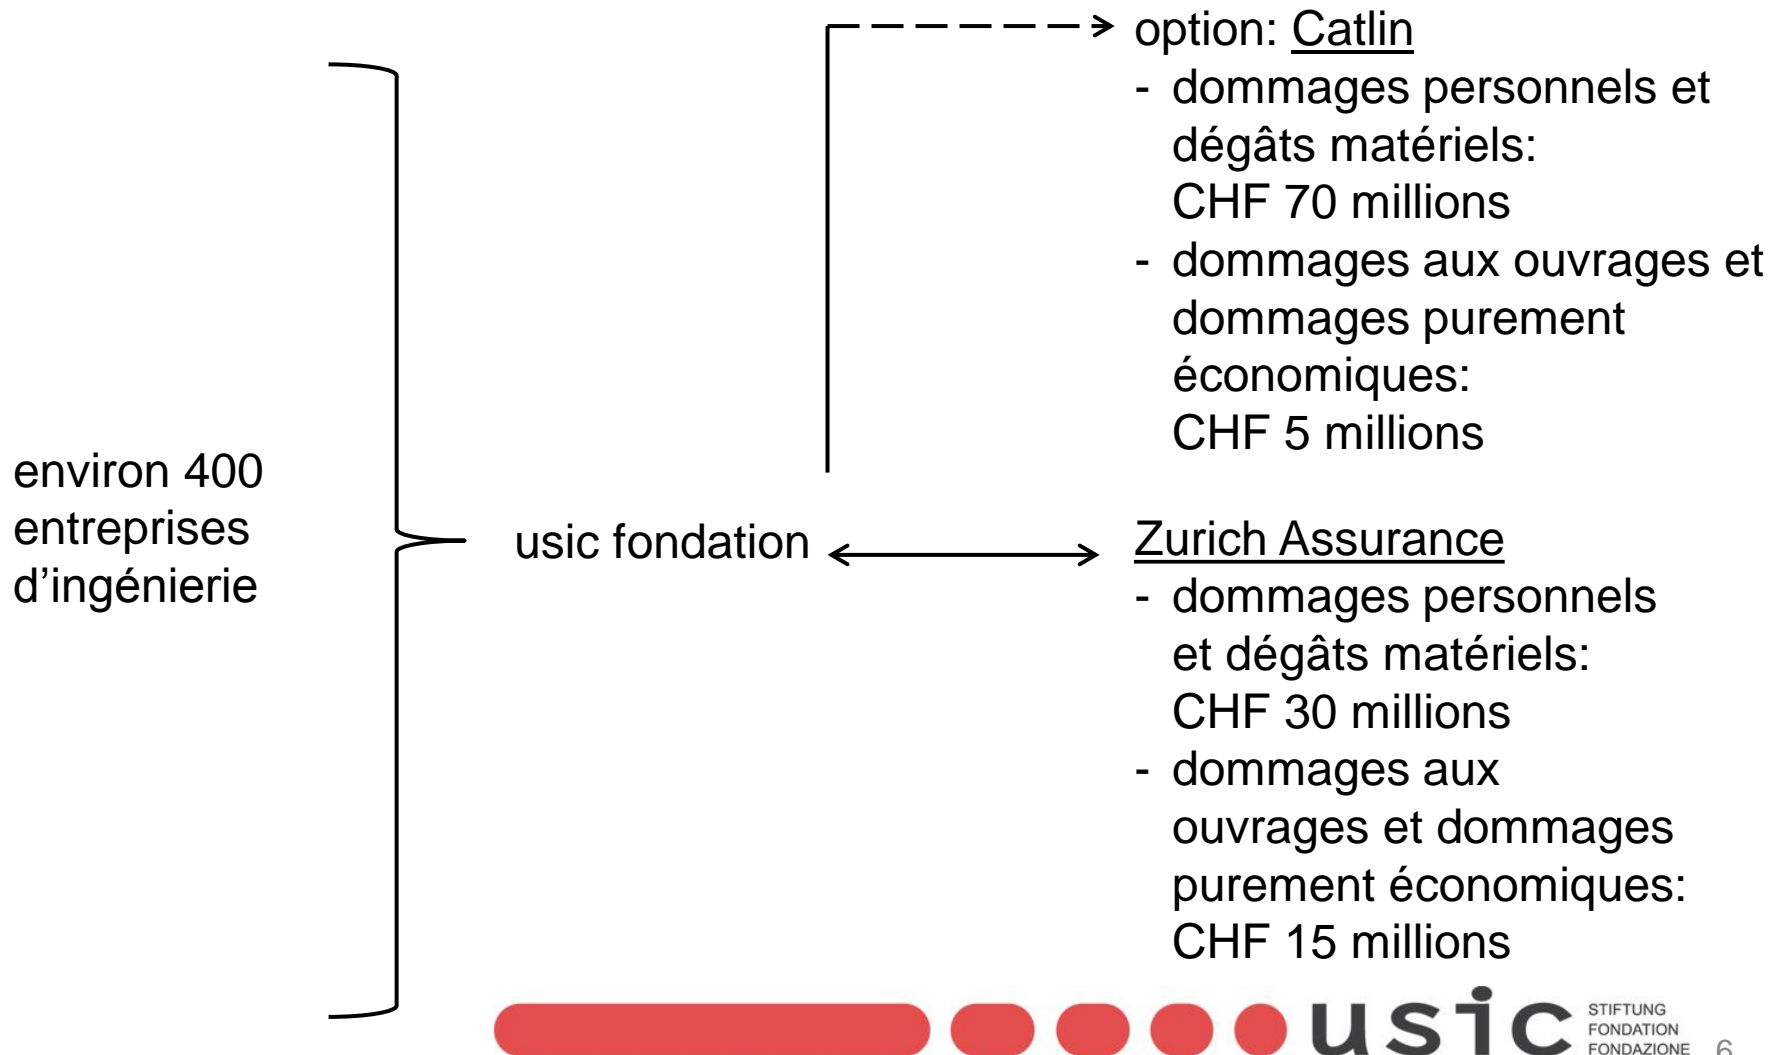 environ 400
entreprises
d’ingénierie
usic fondation
option: Catlin
- dommages personnels et
dégâts matériels:
CHF 70 millions
- dommages aux ouvrages et
dommages purement
économiques:
CHF 5 millions
Zurich Assurance
- dommages personnels
et dégâts matériels:
CHF 30 millions
- dommages aux
ouvrages et dommages
purement économiques:
CHF 15 millions
usic
STIFTUNG
FONDATION
FONDAZIONE
6